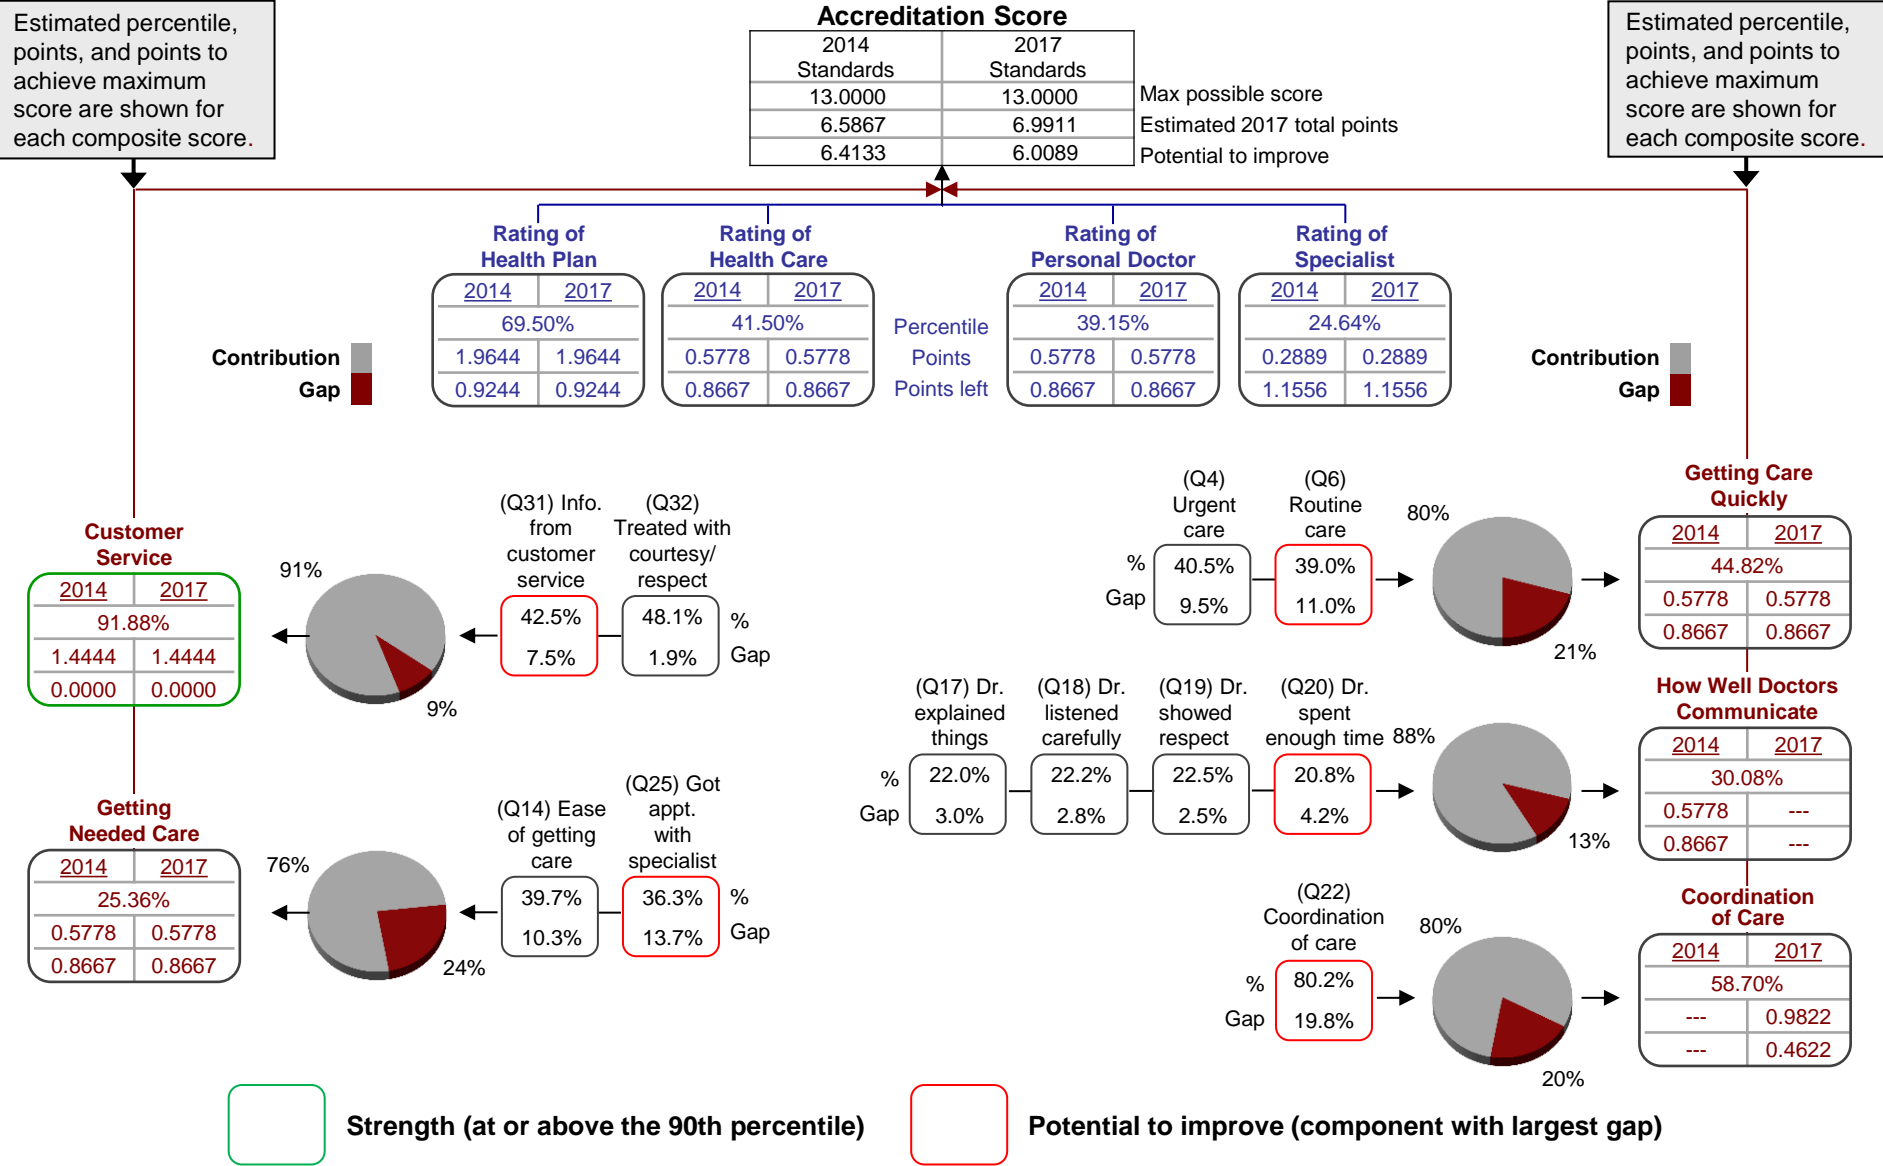 Estimated percentile,
points, and points to
achieve maximum
score are shown for
each composite score.
Accreditation Score
2014 Standards 2017 Standards
13.0000 13.0000 Max possible score
6.5867 6.9911 Estimated 2017 total points
6.4133 6.0089 Potential to improve
Estimated percentile,
points, and points to
achieve maximum
score are shown for
each composite score.
Rating of
Health Plan
2014 2017
69.50%
1.9644 1.9644
0.9244 0.9244
Rating of
Health Care
2014 2017
41.50%
0.5778 0.5778
0.8667 0.8667
Percentile
Points
Points left
Rating of
Personal Doctor
2014 2017
39.15%
0.5778 0.5778
0.8667 0.8667
Rating of
Specialist
2014 2017
24.64%
0.2889 0.2889
1.1556 1.1556
Contribution
Gap
Contribution
Gap
Customer
Service
2014 2017
91.88%
1.4444 1.4444
0.0000 0.0000
91%
9%
(Q31) Info.
from
customer
service
42.5%
7.5%
(Q32)
Treated with
courtesy/
respect
48.1%
1.9%
%
Gap
Getting
Needed Care
2014 2017
25.36%
0.5778 0.5778
0.8667 0.8667
76%
24%
(Q14) Ease
of getting
care
39.7%
10.3%
(Q25) Got
appt.
with
specialist
36.3%
13.7%
%
Gap
%
Gap
(Q4)
Urgent
care
40.5%
9.5%
(Q6)
Routine
care
39.0%
11.0%
80%
21%
Getting Care
Quickly
2014 2017
44.82%
0.5778 0.5778
0.8667 0.8667
%
Gap
(Q17) Dr.
explained
things
22.0%
3.0%
(Q18) Dr.
listened
carefully
22.2%
2.8%
(Q19) Dr.
showed
respect
22.5%
2.5%
(Q20) Dr.
spent
enough time
20.8%
4.2%
88%
13%
How Well Doctors
Communicate
2014 2017
30.08%
0.5778 ---
0.8667 ---
%
Gap
(Q22)
Coordination
of care
80.2%
19.8%
80%
20%
Coordination
of Care
2014 2017
58.70%
--- 0.9822
--- 0.4622
Strength (at or above the 90th percentile)
Potential to improve (component with largest gap)